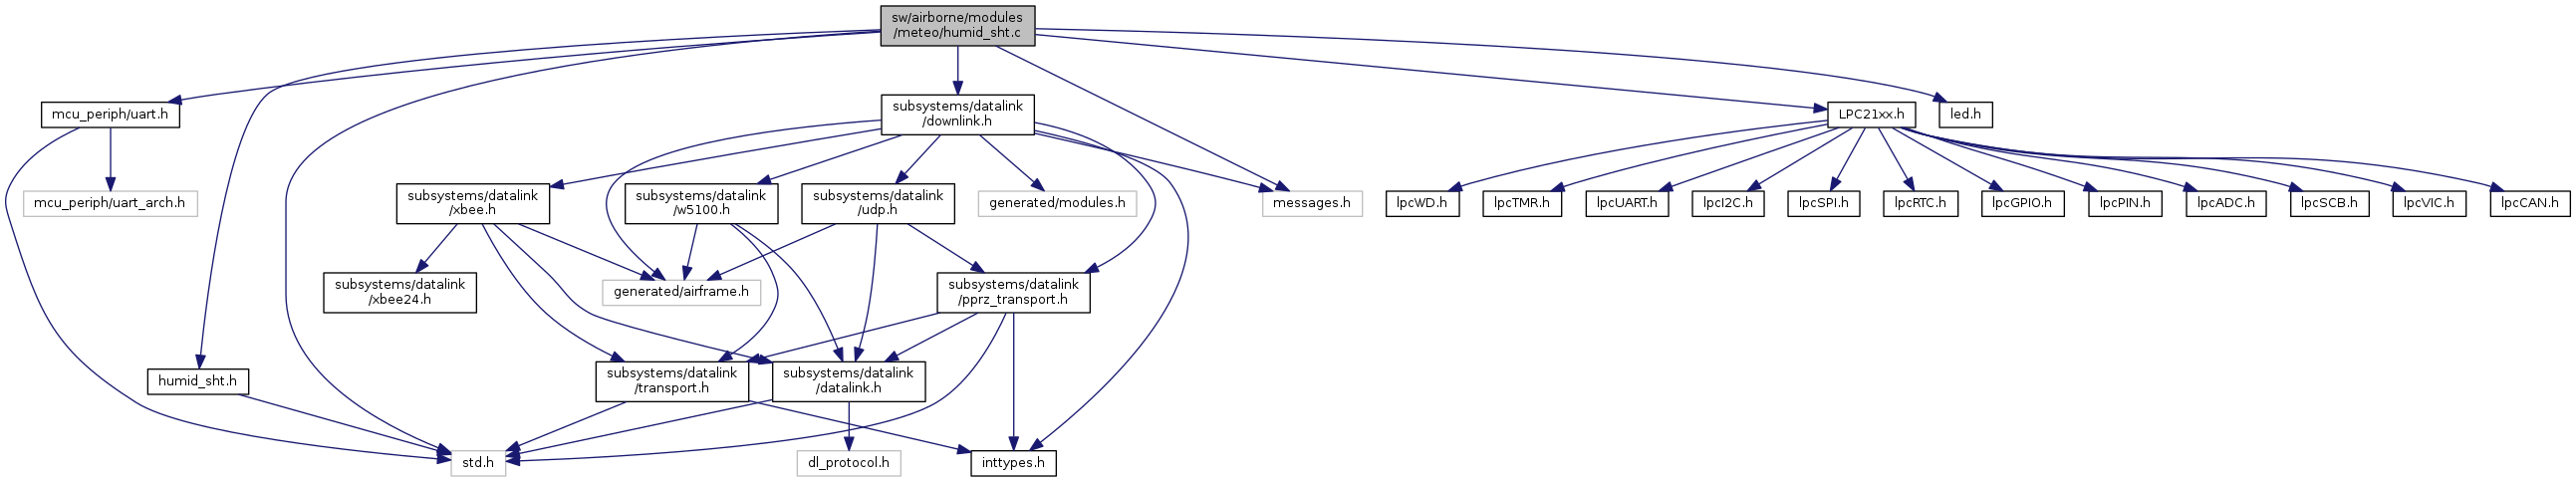 sw/airborne/modules
/meteo/humid_sht.c
mcu_periph/uart.h
subsystems/datalink
/downlink.h
LPC21xx.h
led.h
mcu_periph/uart_arch.h
subsystems/datalink
/xbee.h
subsystems/datalink
/w5100.h
subsystems/datalink
/udp.h
generated/modules.h
messages.h
lpcWD.h
lpcTMR.h
lpcUART.h
lpcI2C.h
lpcSPI.h
lpcRTC.h
lpcGPIO.h
lpcPIN.h
lpcADC.h
lpcSCB.h
lpcVIC.h
lpcCAN.h
subsystems/datalink
/xbee24.h
generated/airframe.h
subsystems/datalink
/pprz_transport.h
humid_sht.h
subsystems/datalink
/transport.h
subsystems/datalink
/datalink.h
std.h
dl_protocol.h
inttypes.h